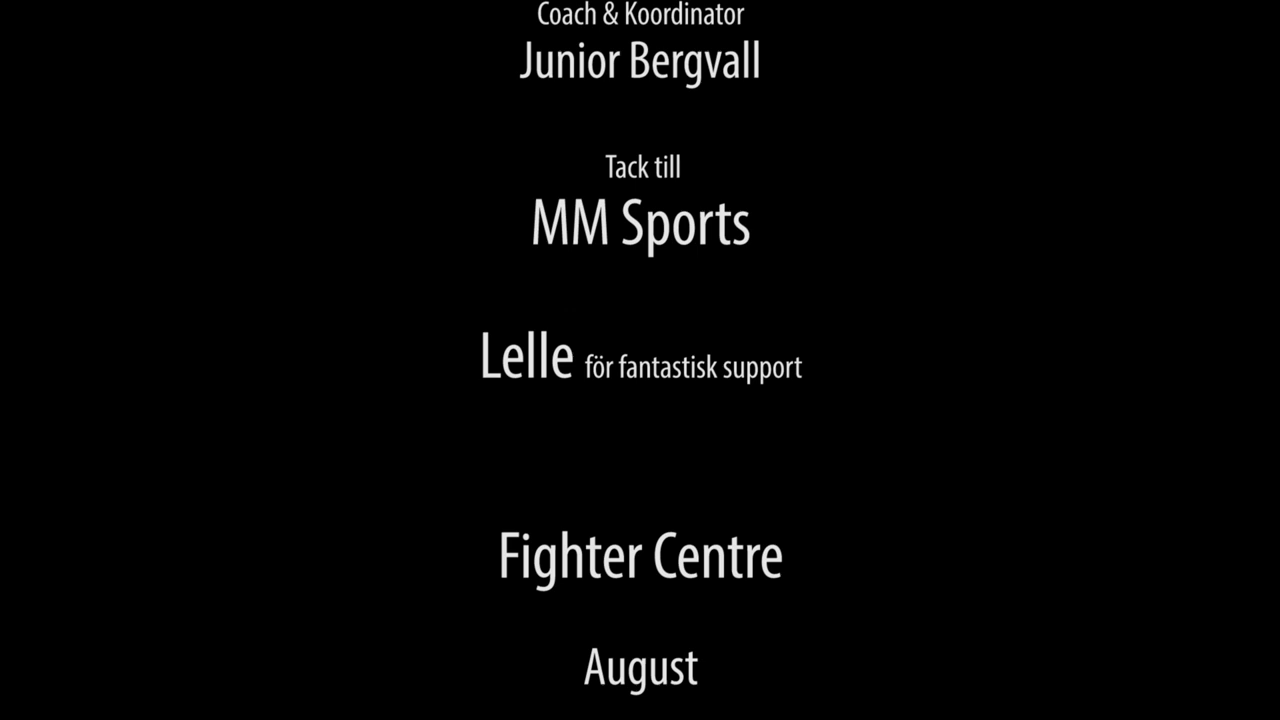 Coach & Koordinator
Junior Bergvall
Tack till
MM Sports
Lelle för fantastisk support
Fighter Centre
August